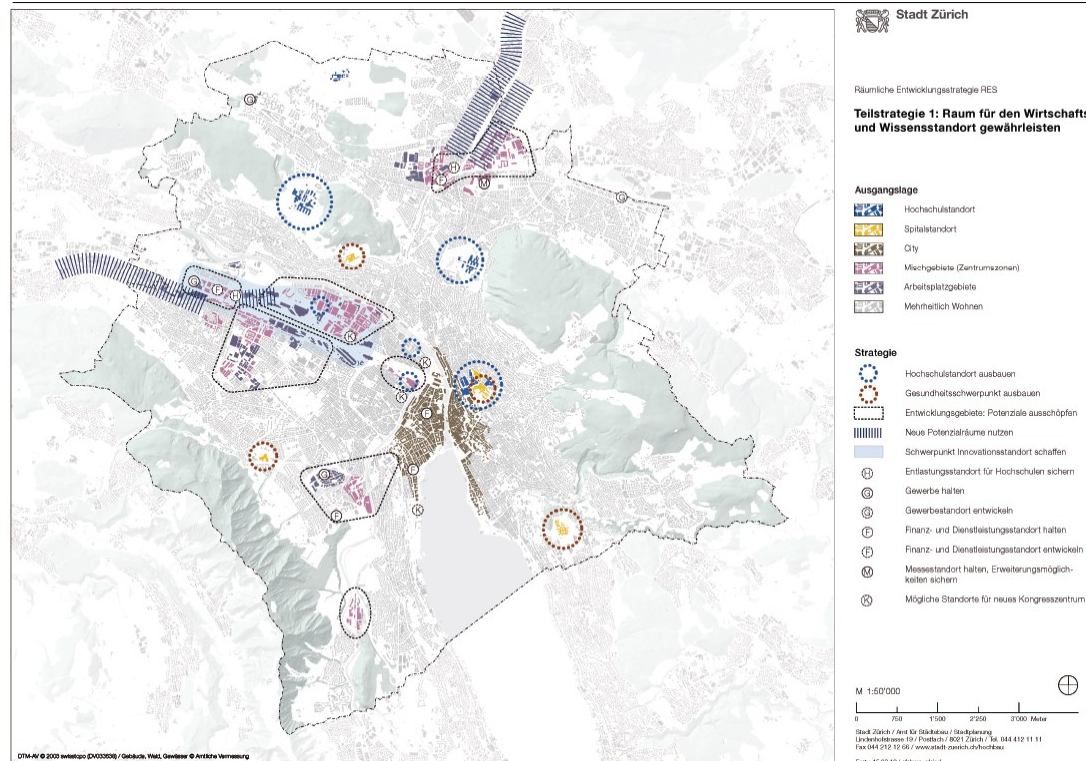 Stadt Zürich
Räumliche Entwicklungsstrategie RES
Teilstrategie 1: Raum für den Wirtschafts
und Wissensstandort gewährleisten
Ausgangslage
Hochschulstandort
Spitalstandort
City
Mischgebiete (Zentrumszonen)
Arbeitsplatzgebiete
Mehrheitlich Wohnen
Strategie
Hochschulstandort ausbauen
Gesundheitsschwerpunkt ausbauen
Entwicklungsgebiete: Potenziale ausschöpfen
Neue Potenzialräume nutzen
Schwerpunkt Innovationsstandort schaffen
H Entlastungsstandort für Hochschulen sichern
G Gewerbe halten
G Gewerbestandort entwickeln
F Finanz- und Dienstleistungsstandort halten
F Finanz- und Dienstleistungsstandort entwickeln
M Messestandort halten, Erweiterungsmöglich-
keiten sichern
K Mögliche Standorte für neues Kongresszentrum
M 1:50'000
0 750 1'500 2'250 3'000 Meter
Stadt Zürich / Amt für Städtebau / Stadtplanung
Lindenhofstrasse 19 / Postfach / 8021 Zürich / Tel. 044 412 11 11
Fax 044 212 12 66 / www.stadt-zuerich.ch/hochbau
G
H
F
M
G
G
F
H
K
K
K
F
F
G
K
F
DTM-AV © 2003 swisstopo (DV033639) / Gebäude, Wald, Gewässer © Amtliche Vermessung